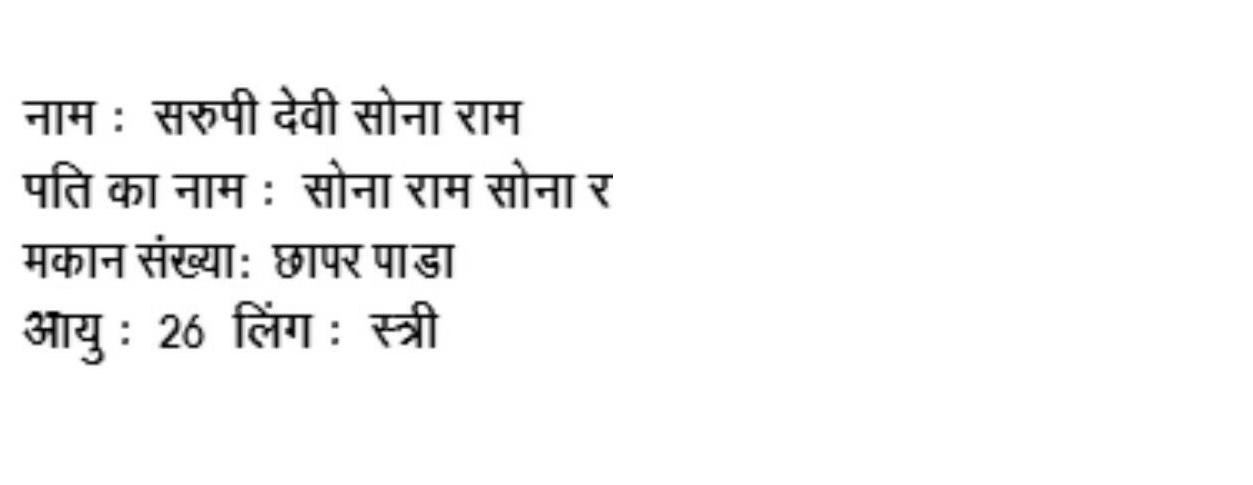 नाम : सरुपी देवी सोना राम
पति का नाम : सोना राम सोना र
मकान संख्या: छापर पाडा
आयु : 26 लिंग : स्त्री